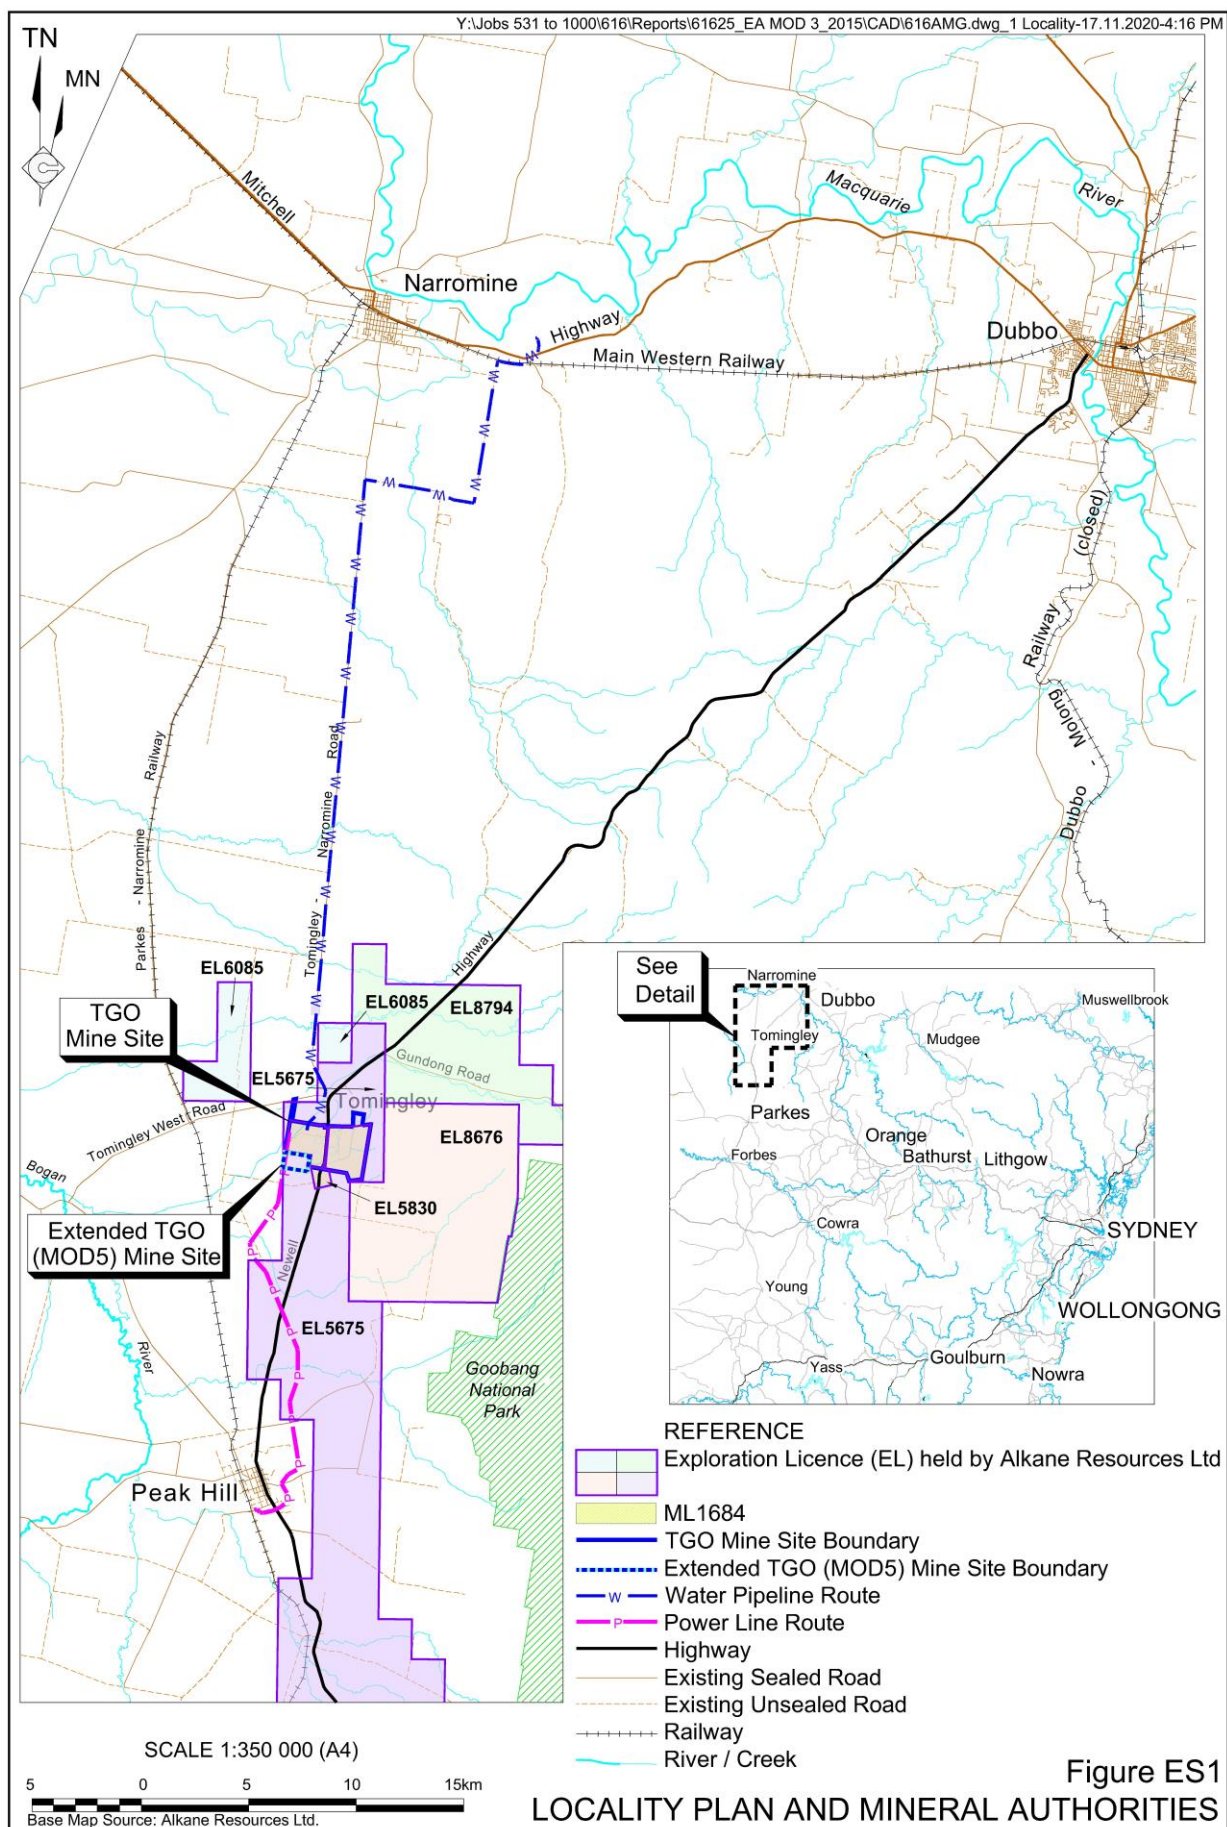 Y:\Jobs 531 to 1000\616\Reports\61625_EA MOD 3_2015\CAD\616AMG.dwg_1 Locality-17.11.2020-4:16 PM
TN
MN
Mitchell
Macquarie
River
Narromine
Highway
Dubbo
Main Western Railway
W
W
W
W
W
W
W
W
W
W
(closed)
Railway
W
Molong
-
Dubbo
W
Road
W
Railway
Narromine
W
Parkes - Narromine
W
-
Tomingley
W
Highway
EL6085
EL6085
EL8794
W
TGO
Mine Site
W
Gundong Road
EL5675
Tomingley
W
Tomingley West Road
EL8676
Bogan
EL5830
Extended TGO
(MOD5) Mine Site
P
P
Newell
P
P
P
EL5675
P
River
Goobang
National
Park
P
P
P
Peak Hill
P
P
See
Detail
Narromine
Dubbo
Muswellbrook
Tomingley
Mudgee
Parkes
Orange
Forbes
Bathurst
Lithgow
Cowra
SYDNEY
Young
WOLLONGONG
Yass
Goulburn
Nowra
REFERENCE
Exploration Licence (EL) held by Alkane Resources Ltd
ML1684
TGO Mine Site Boundary
Extended TGO (MOD5) Mine Site Boundary
W Water Pipeline Route
P Power Line Route
Highway
Existing Sealed Road
Existing Unsealed Road
Railway
River / Creek
SCALE 1:350 000 (A4)
5 0 5 10 15km
Base Map Source: Alkane Resources Ltd.
Figure ES1
LOCALITY PLAN AND MINERAL AUTHORITIES